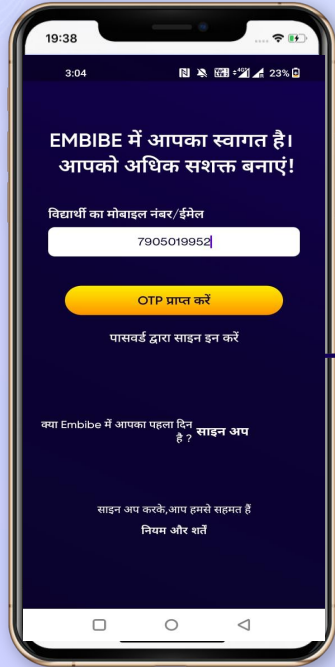 19:38
3:04 23%
EMBIBE में आपका स्वागत है।
आपको अधिक सशक्त बनाएं!
विद्यार्थी का मोबाइल नंबर/ईमेल
7905019952
OTP प्राप्त करें
पासवर्ड द्वारा साइन इन करें
क्या Embibe में आपका पहला दिन
है ? साइन अप
साइन अप करके,आप हमसे सहमत हैं
नियम और शर्तें